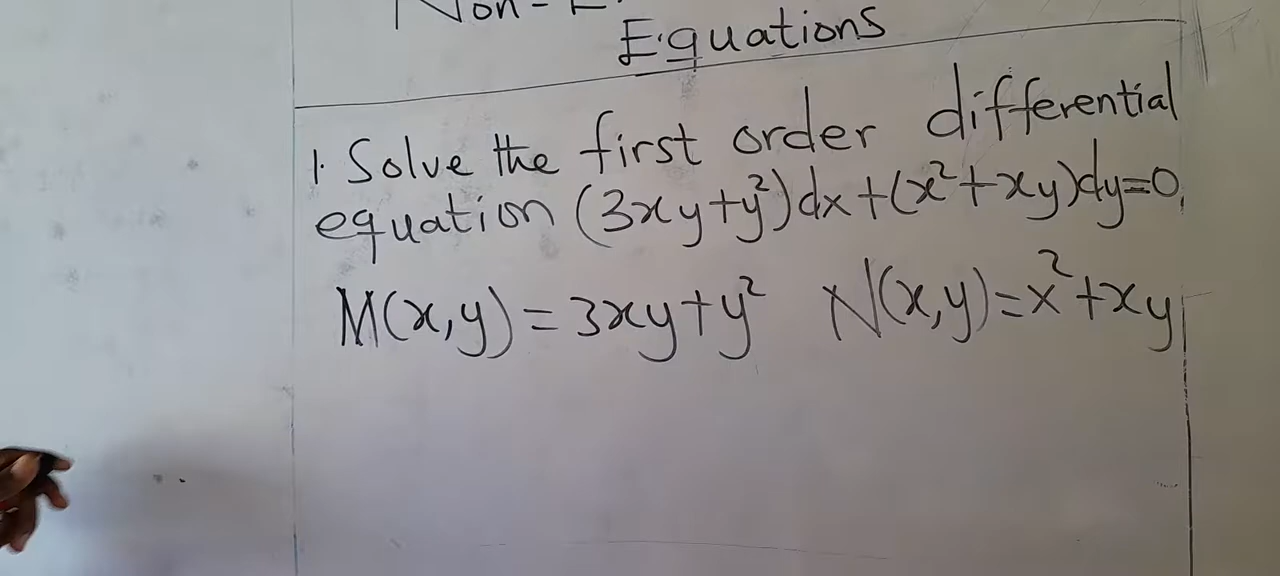 Non-
Equations
1. Solve the first order differential
equation (3xy+y²)dx+(x²+xy)dy=0,
M(x,y)=3xy+y² N(x,y)=x²+xy